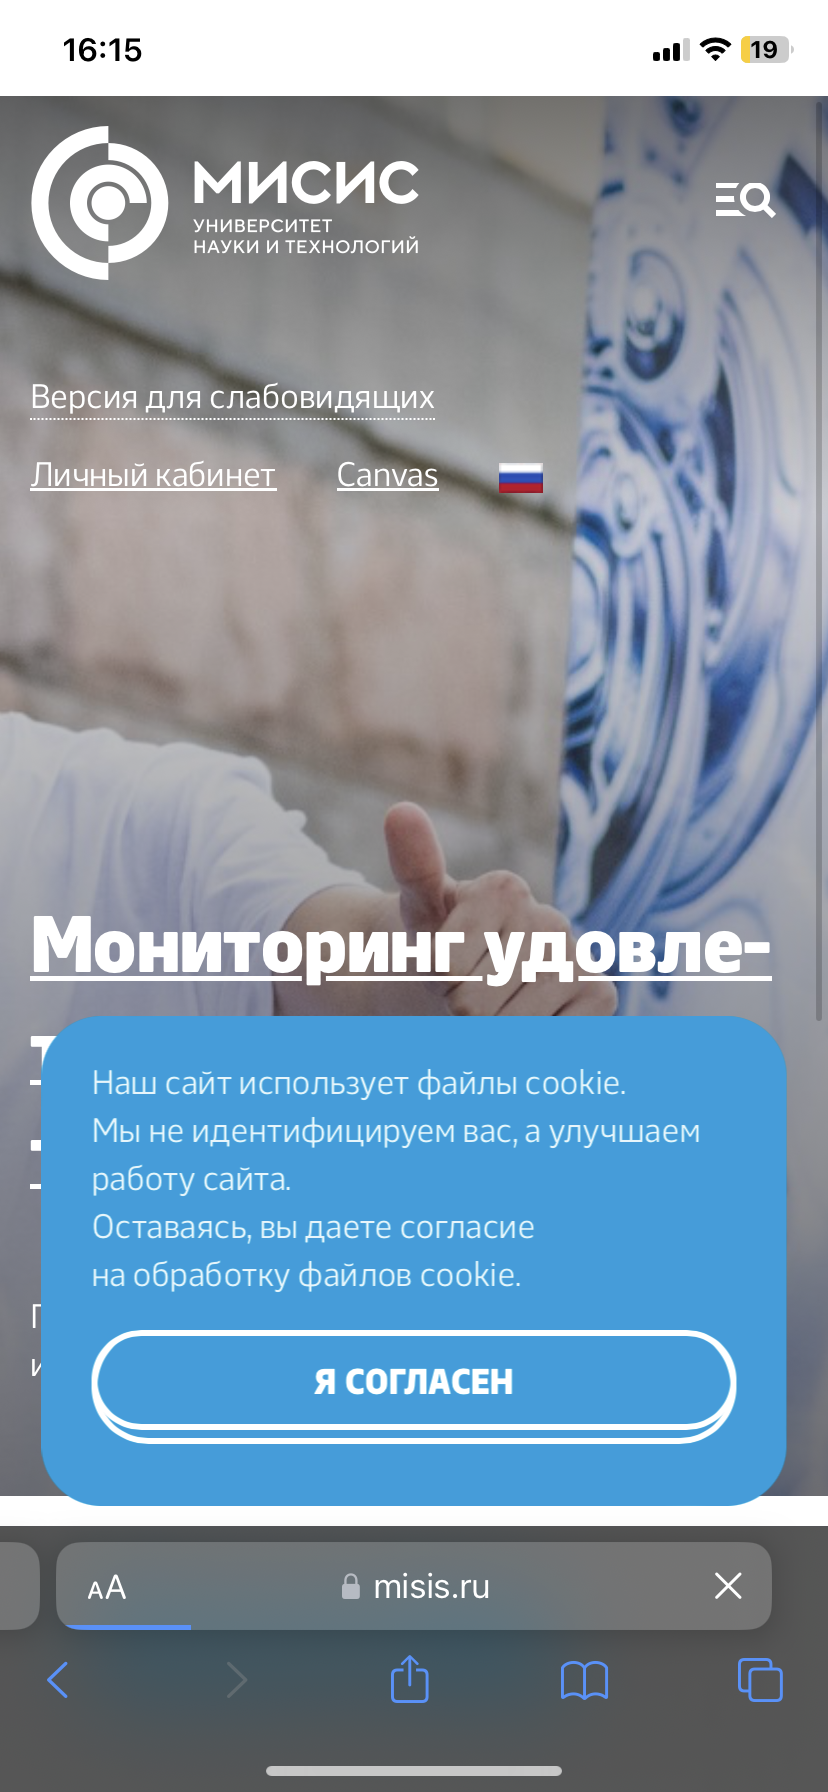 16:15
19
МИСИС
УНИВЕРСИТЕТ
НАУКИ И ТЕХНОЛОГИЙ
Версия для слабовидящих
Личный кабинет Canvas
Мониторинг удовле-
Наш сайт использует файлы cookie.
Мы не идентифицируем вас, а улучшаем
работу сайта.
Оставаясь, вы даете согласие
на обработку файлов cookie.
Я СОГЛАСЕН
AA misis.ru